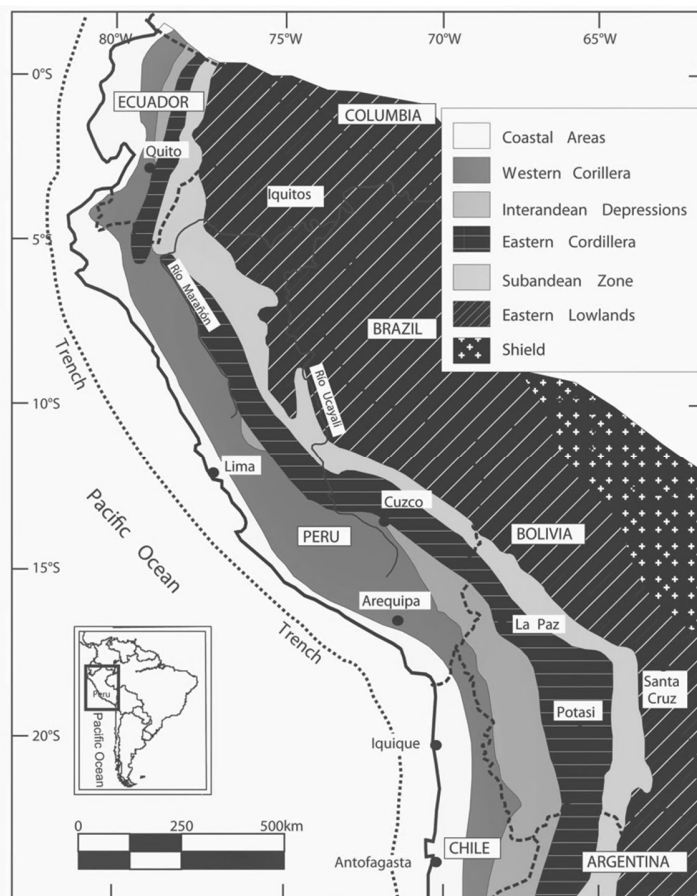 80°W
75°W
70°W
65°W
0°S
ECUADOR
COLUMBIA
Quito
Iquitos
Coastal Areas
Western Corillera
Interandean Depressions
Eastern Cordillera
Subandean Zone
Eastern Lowlands
Shield
5°S
Río Marañón
BRAZIL
Trench
Río Ucayali
10°S
Lima
Cuzco
Pacific Ocean
PERU
BOLIVIA
15°S
Arequipa
La Paz
Trench
Santa
Cruz
Peru
Pacific Ocean
Potasi
20°S
Iquique
0
250
500km
CHILE
Antofagasta
ARGENTINA